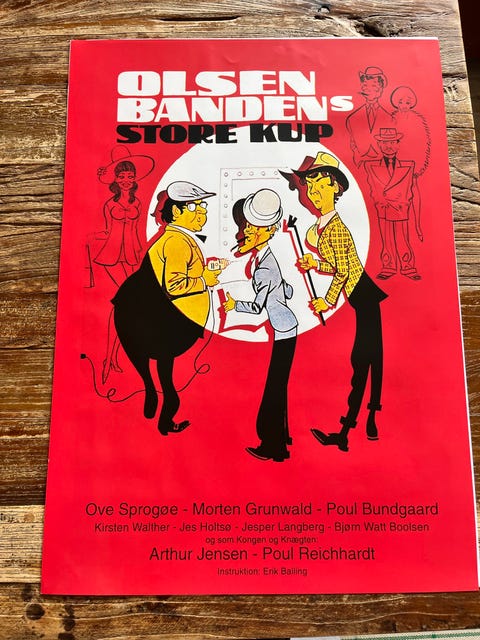 OLSEN
BANDENS
STORE KUP
Ove Sprogøe - Morten Grunwald - Poul Bundgaard
Kirsten Walther - Jes Holtsø - Jesper Langberg - Bjørn Watt Boolsen
og som Kongen og Knægten:
Arthur Jensen - Poul Reichhardt
Instruktion: Erik Balling